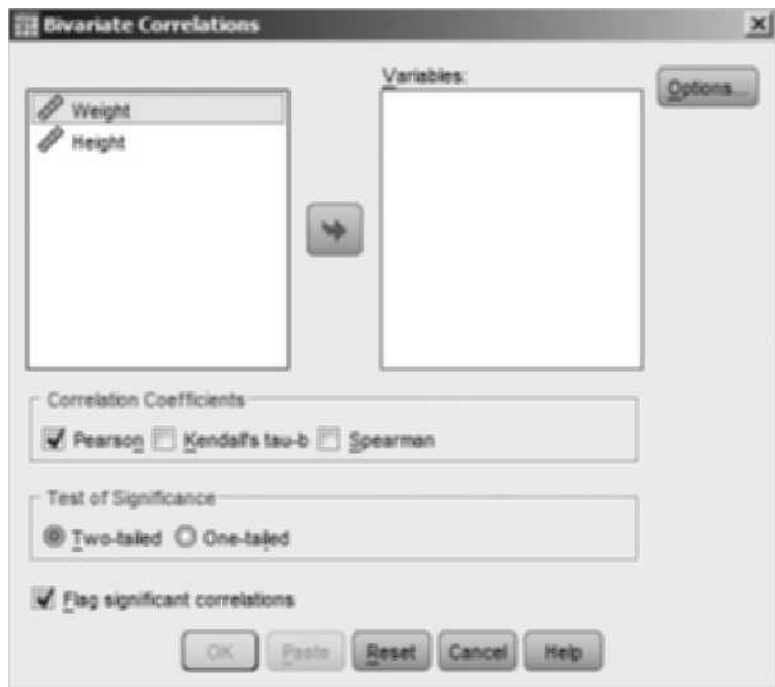 Bivariate Correlations
Variables:
Options...
Weight
Height
Correlation Coefficients
Pearson Kendall's tau-b Spearman
Test of Significance
Two-tailed One-tailed
Flag significant correlations
OK Paste Reset Cancel Help